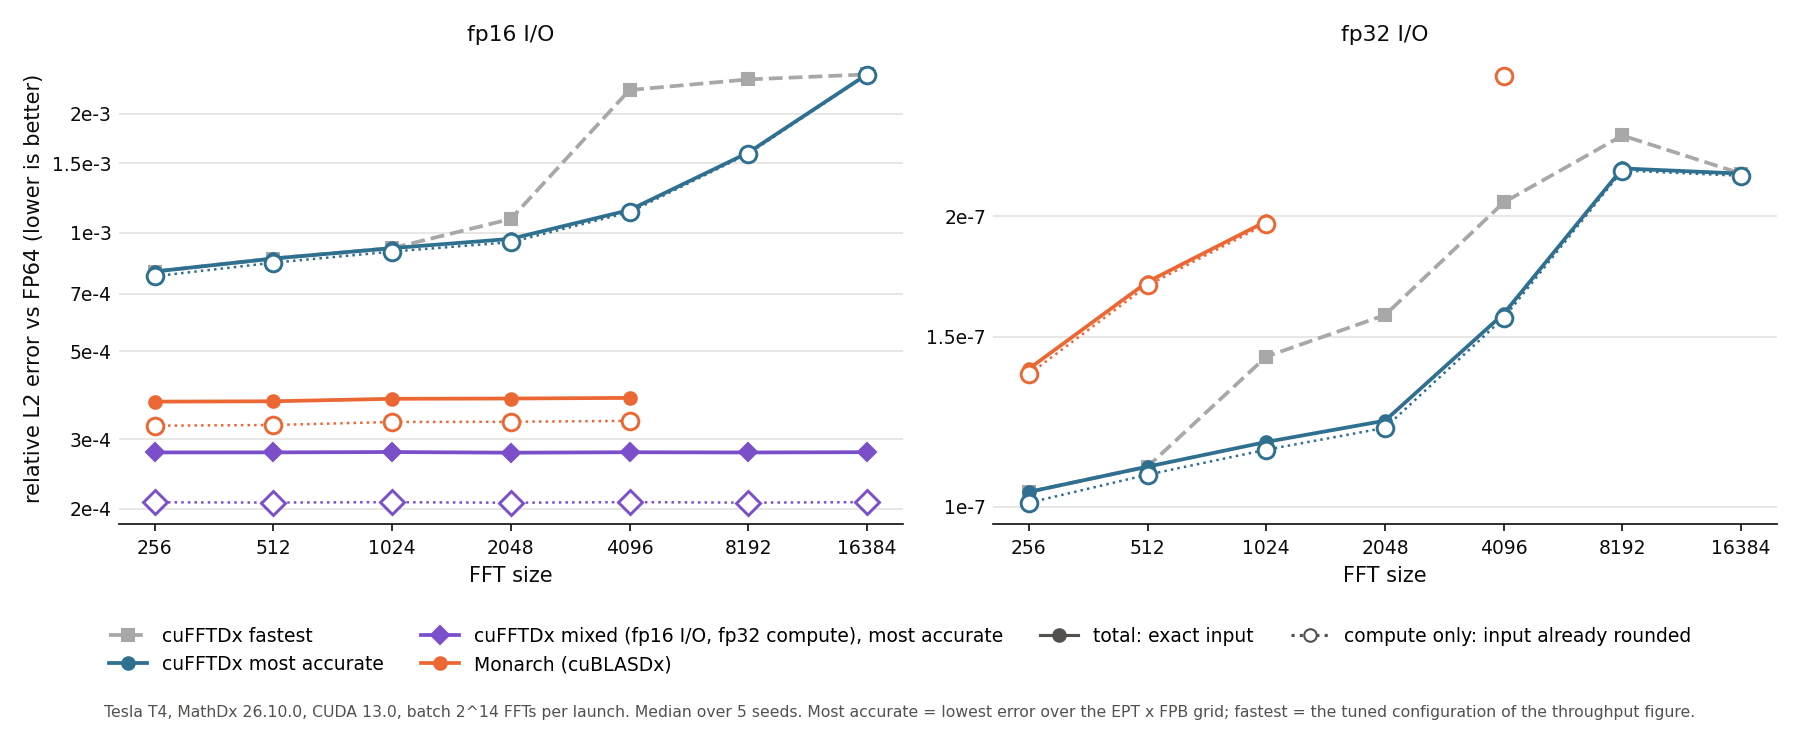 fp16 I/O
fp32 I/O
relative L2 error vs FP64 (lower is better)
2e-3
1.5e-3
1e-3
7e-4
5e-4
3e-4
2e-4
256 512 1024 2048 4096 8192 16384
FFT size
2e-7
1.5e-7
1e-7
256 512 1024 2048 4096 8192 16384
FFT size
cuFFTDx fastest
cuFFTDx most accurate
cuFFTDx mixed (fp16 I/O, fp32 compute), most accurate
Monarch (cuBLASDx)
total: exact input
compute only: input already rounded
Tesla T4, MathDx 26.10.0, CUDA 13.0, batch 2^14 FFTs per launch. Median over 5 seeds. Most accurate = lowest error over the EPT x FPB grid; fastest = the tuned configuration of the throughput figure.